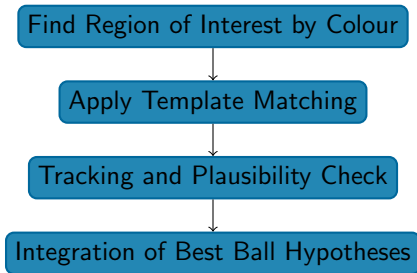 Find Region of Interest by Colour
Apply Template Matching
Tracking and Plausibility Check
Integration of Best Ball Hypotheses